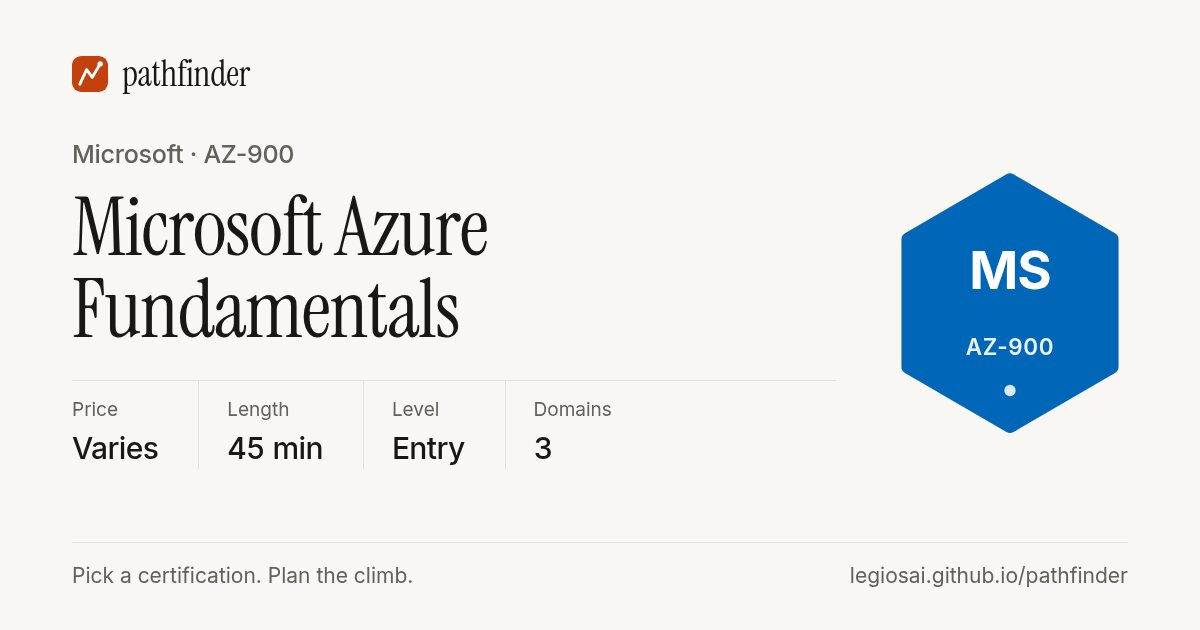 pathfinder
Microsoft · AZ-900
Microsoft Azure
Fundamentals
MS
AZ-900
Price
Varies
Length
45 min
Level
Entry
Domains
3
Pick a certification. Plan the climb.
legiosai.github.io/pathfinder